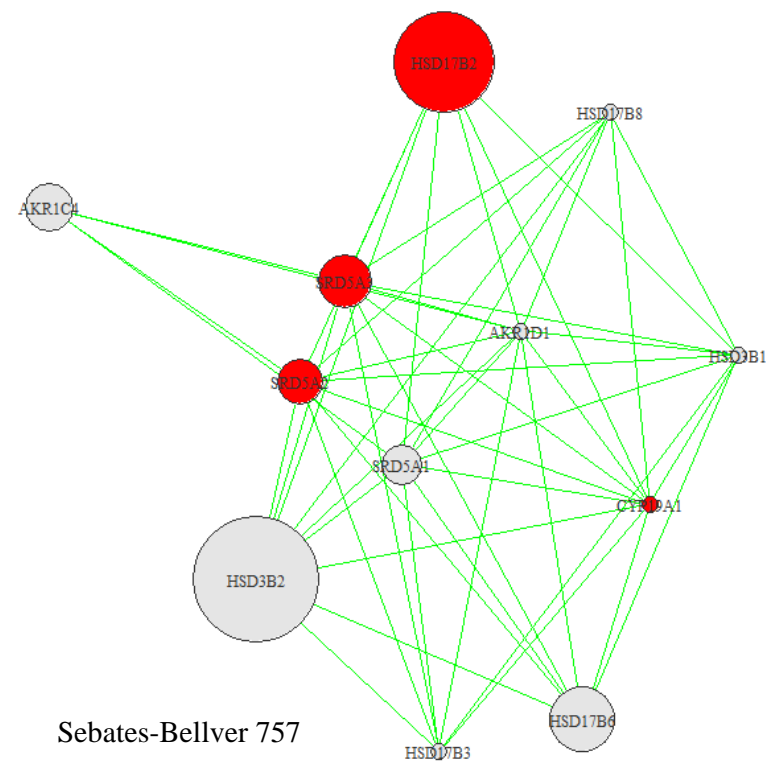 HSD17B2
HSD17B8
AKR1C4
AKR1D1
HSD3B1
SRD5A2
SRD5A1
CYP19A1
HSD3B2
HSD17B6
Sebates-Bellver 757
HSD17B3